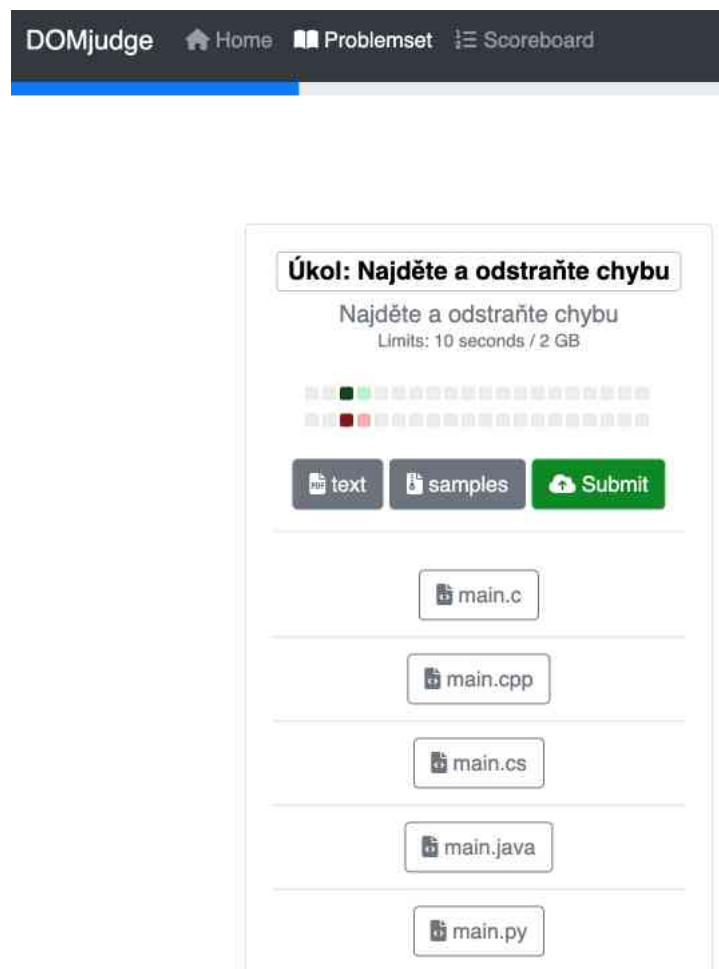 DOMjudge Home Problemset Scoreboard
Úkol: Najděte a odstraňte chybu
Najděte a odstraňte chybu
Limits: 10 seconds / 2 GB
text samples Submit
main.c
main.cpp
main.cs
main.java
main.py